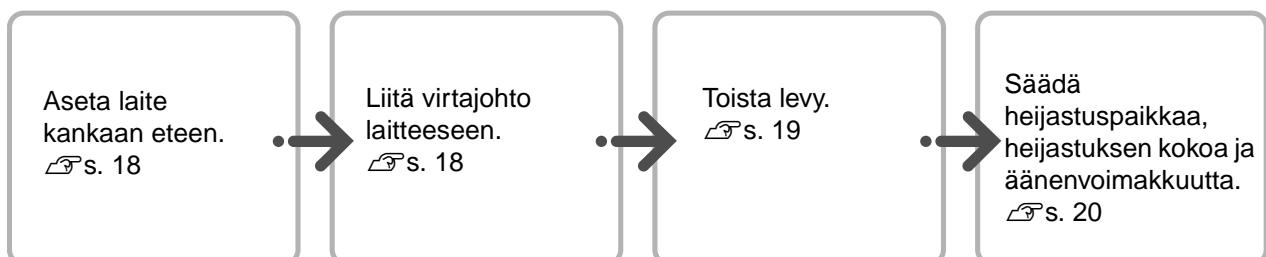 Aseta laite
kankaan eteen.
☞s. 18
Liitä virtajohto
laitteeseen.
☞s. 18
Toista levy.
☞s. 19
Säädä
heijastuspaikkaa,
heijastuksen kokoa ja
äänenvoimakkuutta.
☞s. 20